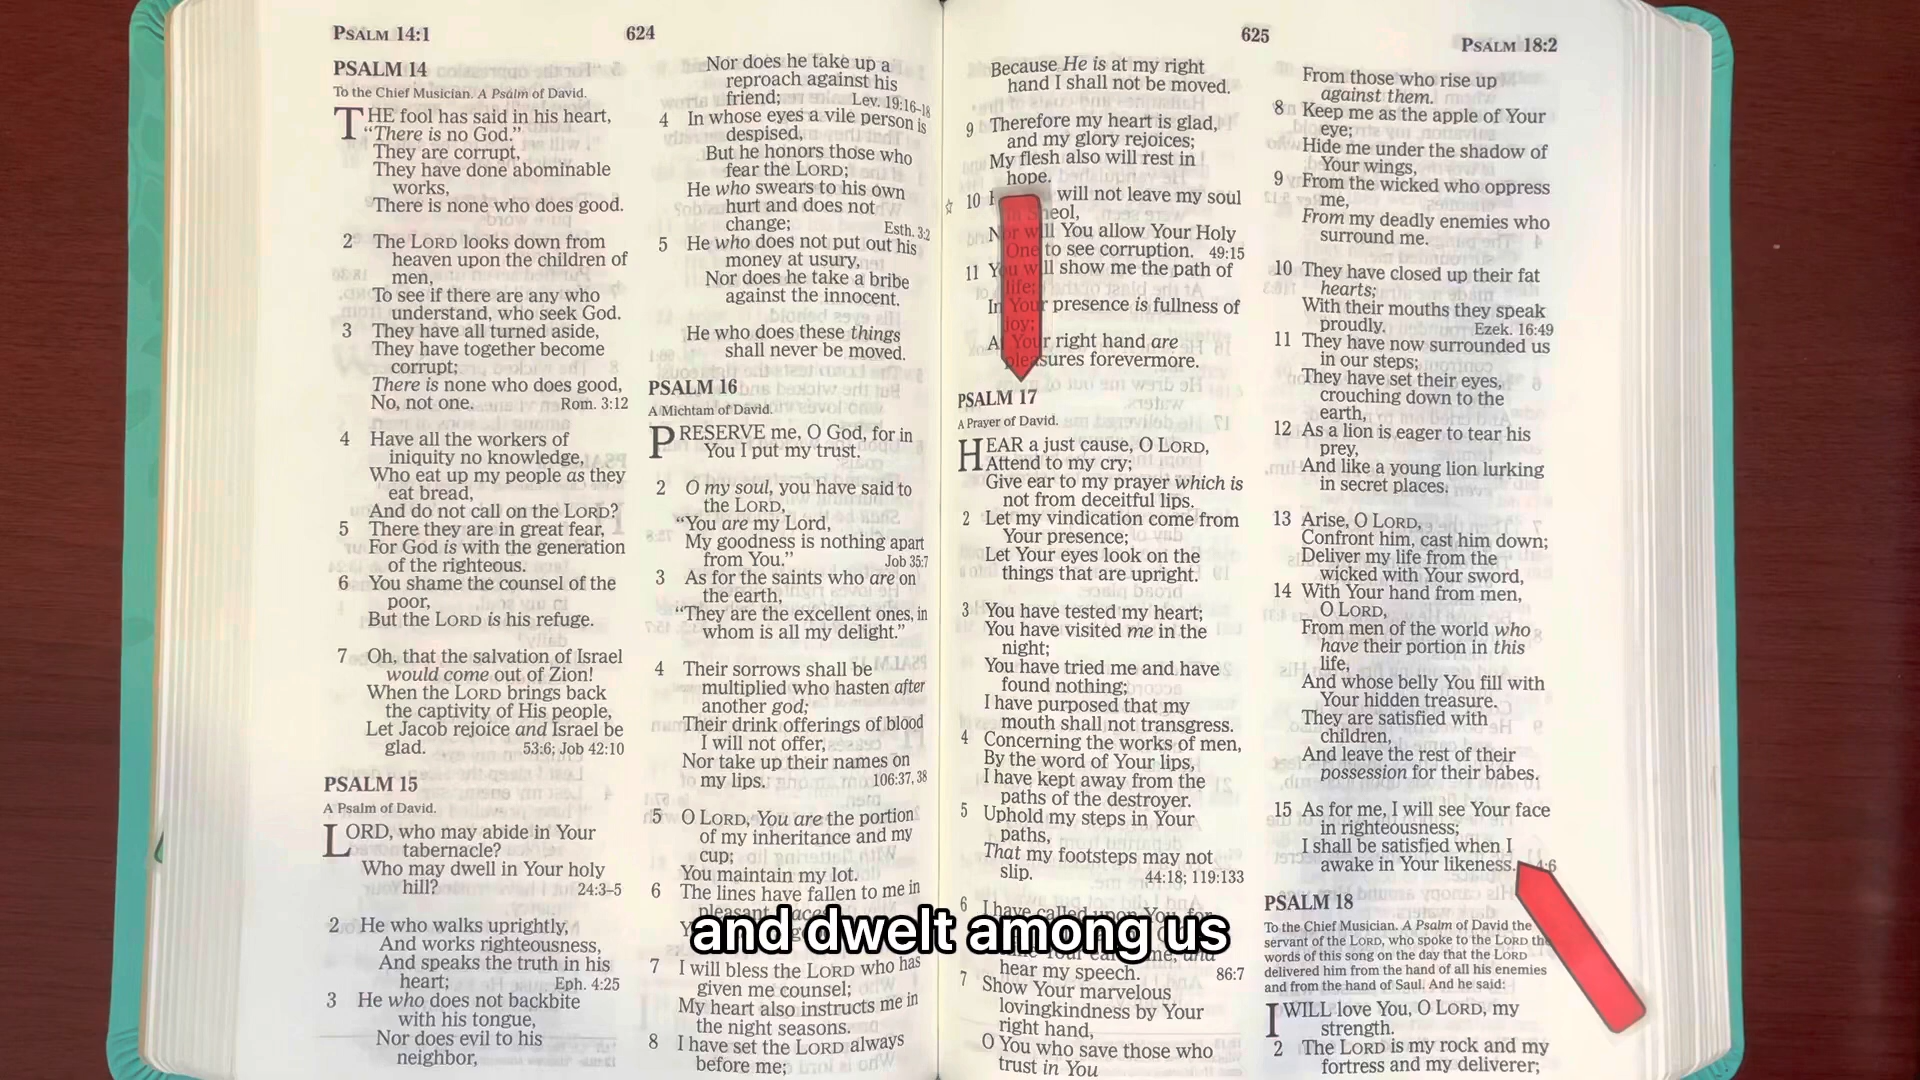 PSALM 14:1
624
PSALM 14
To the Chief Musician. A Psalm of David.
THE fool has said in his heart,
"There is no God."
They are corrupt,
They have done abominable
works,
There is none who does good.
2 The LORD looks down from
heaven upon the children of
men,
To see if there are any who
understand, who seek God.
3 They have all turned aside,
They have together become
corrupt;
There is none who does good,
No, not one. Rom. 3:12
4 Have all the workers of
iniquity no knowledge,
Who eat up my people as they
eat bread,
And do not call on the LORD?
5 There they are in great fear,
For God is with the generation
of the righteous.
6 You shame the counsel of the
poor,
But the LORD is his refuge.
7 Oh, that the salvation of Israel
would come out of Zion!
When the LORD brings back
the captivity of His people,
Let Jacob rejoice and Israel be
glad. 53:6; Job 42:10
PSALM 15
A Psalm of David.
LORD, who may abide in Your
tabernacle?
Who may dwell in Your holy
hill? 24:3-5
2 He who walks uprightly,
And works righteousness,
And speaks the truth in his
heart; Eph. 4:25
3 He who does not backbite
with his tongue,
Nor does evil to his
neighbor,
Nor does he take up a
reproach against his
friend; Lev. 19:16-18
4 In whose eyes a vile person is
despised,
But he honors those who
fear the LORD;
He who swears to his own
hurt and does not
change; Esth. 3:2
5 He who does not put out his
money at usury,
Nor does he take a bribe
against the innocent.
He who does these things
shall never be moved.
PSALM 16
A Michtam of David.
PRESERVE me, O God, for in
You I put my trust.
2 O my soul, you have said to
the LORD,
"You are my Lord,
My goodness is nothing apart
from You." Job 35:7
3 As for the saints who are on
the earth,
"They are the excellent ones, in
whom is all my delight."
4 Their sorrows shall be
multiplied who hasten after
another god;
Their drink offerings of blood
I will not offer,
Nor take up their names on
my lips. 106:37, 38
5 O LORD, You are the portion
of my inheritance and my
cup;
You maintain my lot.
6 The lines have fallen to me in
pleasant
7 I will bless the LORD who has
given me counsel;
My heart also instructs me in
the night seasons.
8 I have set the LORD always
before me;
625
PSALM 18:2
Because He is at my right
hand I shall not be moved.
9 Therefore my heart is glad,
and my glory rejoices;
My flesh also will rest in
hope.
10 will not leave my soul
Sheol,
Nor will You allow Your Holy
One to see corruption. 49:15
11 You will show me the path of
life;
In Your presence is fullness of
joy;
At Your right hand are
pleasures forevermore.
PSALM 17
A Prayer of David.
HEAR a just cause, O LORD,
Attend to my cry;
Give ear to my prayer which is
not from deceitful lips.
2 Let my vindication come from
Your presence;
Let Your eyes look on the
things that are upright.
3 You have tested my heart;
You have visited me in the
night;
You have tried me and have
found nothing;
I have purposed that my
mouth shall not transgress.
4 Concerning the works of men,
By the word of Your lips,
I have kept away from the
paths of the destroyer.
5 Uphold my steps in Your
paths,
That my footsteps may not
slip. 44:18; 119:133
6 I have called upon You, for
hear my speech. 86:7
7 Show Your marvelous
lovingkindness by Your
right hand,
O You who save those who
trust in You
From those who rise up
against them.
8 Keep me as the apple of Your
eye;
Hide me under the shadow of
Your wings,
9 From the wicked who oppress
me,
From my deadly enemies who
surround me.
10 They have closed up their fat
hearts;
With their mouths they speak
proudly. Ezek. 16:49
11 They have now surrounded us
in our steps;
They have set their eyes,
crouching down to the
earth,
12 As a lion is eager to tear his
prey,
And like a young lion lurking
in secret places.
13 Arise, O LORD,
Confront him, cast him down;
Deliver my life from the
wicked with Your sword,
14 With Your hand from men,
O LORD,
From men of the world who
have their portion in this
life,
And whose belly You fill with
Your hidden treasure.
They are satisfied with
children,
And leave the rest of their
possession for their babes.
15 As for me, I will see Your face
in righteousness;
I shall be satisfied when I
awake in Your likeness.
PSALM 18
To the Chief Musician. A Psalm of David the
servant of the LORD, who spoke to the LORD the
words of this song on the day that the LORD
delivered him from the hand of all his enemies
and from the hand of Saul. And he said:
I WILL love You, O LORD, my
strength.
2 The LORD is my rock and my
fortress and my deliverer;
and dwelt among us